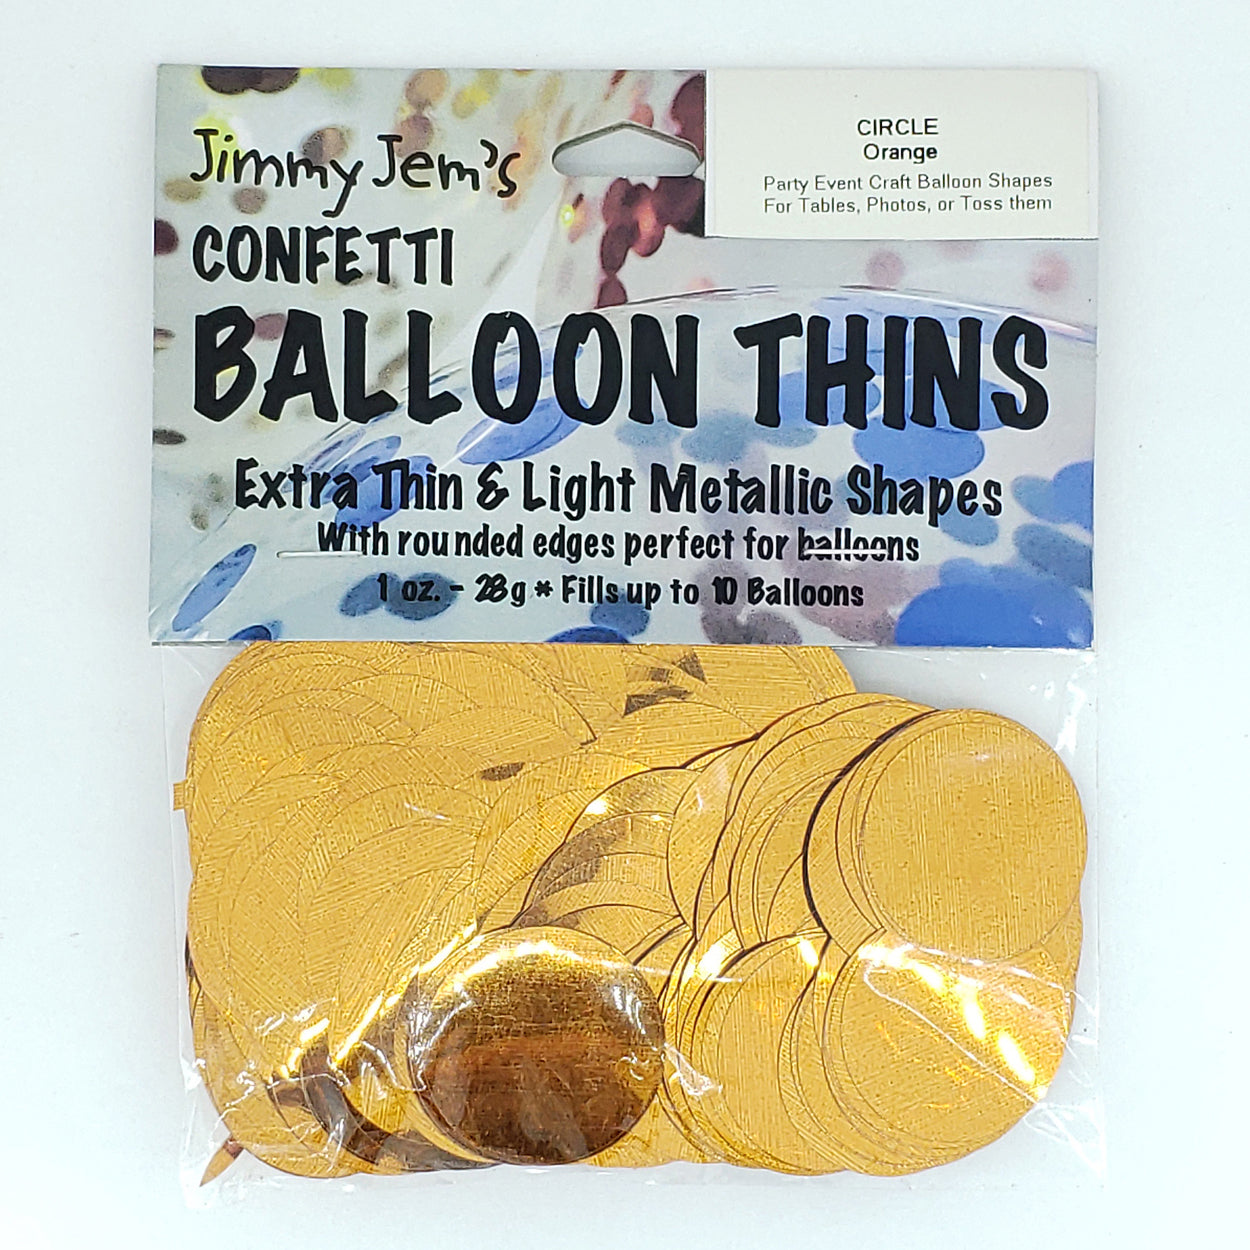 Jimmy Jem's
CONFETTI
BALLOON THINS
Extra Thin & Light Metallic Shapes
With rounded edges perfect for balloons
1 oz. - 28g * Fills up to 10 Balloons
CIRCLE
Orange
Party Event Craft Balloon Shapes
For Tables, Photos, or Toss them